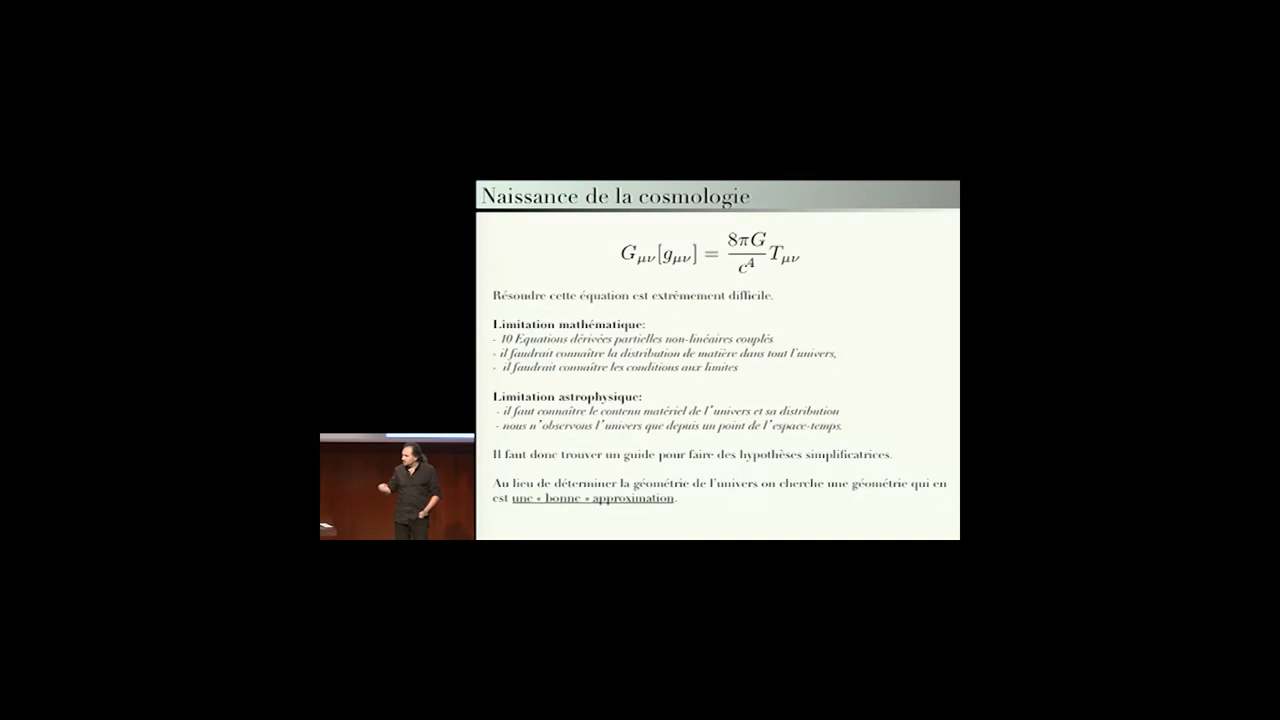 Naissance de la cosmologie
G_{μν}[g_{μν}] = \frac{8πG}{c^4} T_{μν}
Résoudre cette équation est extrêmement difficile.
Limitation mathématique:
- 10 Equations dérivées partielles non-linéaires couplés
- il faudrait connaître la distribution de matière dans tout l'univers,
- il faudrait connaître les conditions aux limites
Limitation astrophysique:
- il faut connaître le contenu matériel de l'univers et sa distribution
- nous n'observons l'univers que depuis un point de l'espace-temps.
Il faut donc trouver un guide pour faire des hypothèses simplificatrices.
Au lieu de déterminer la géométrie de l'univers on cherche une géométrie qui en
est une « bonne » approximation.